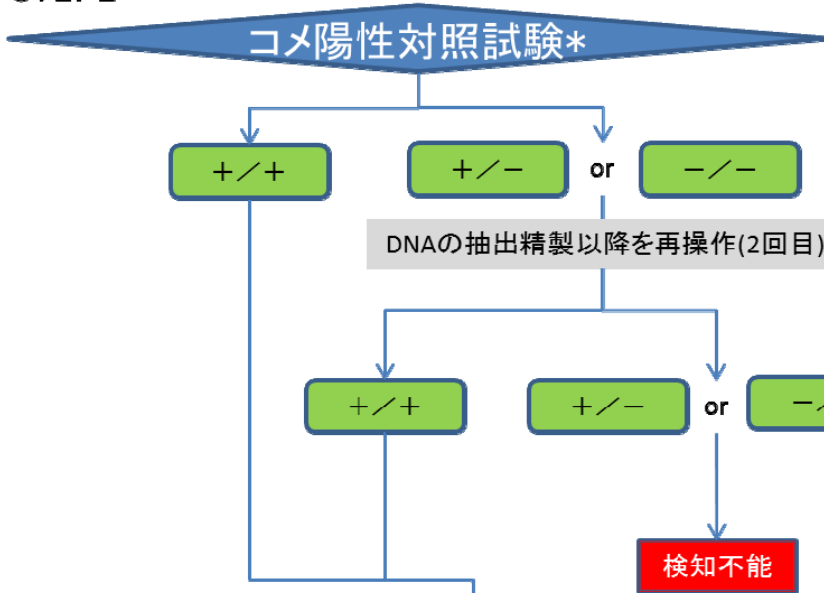 コメ陽性対照試験*
+/+
+/- or -/-
DNAの抽出精製以降を再操作(2回目)
+/+
+/- or
検知不能